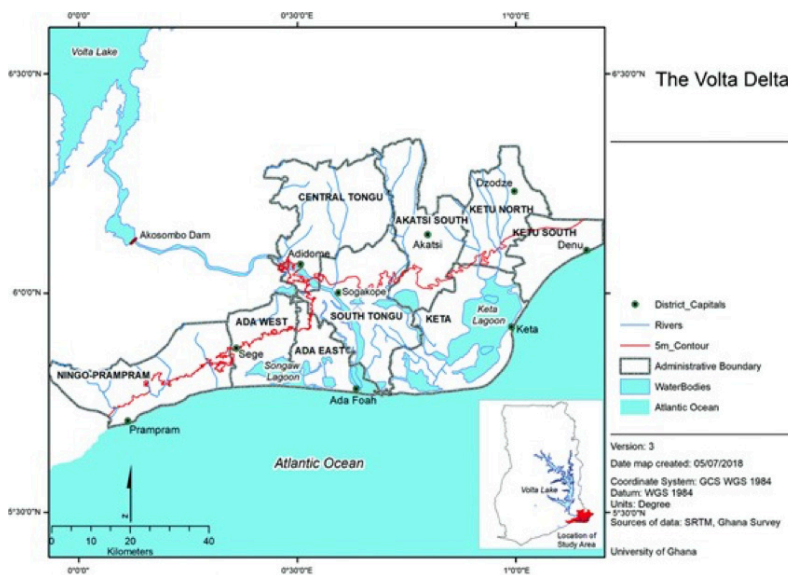 0°0'0"
0°30'0"E
1°0'0"E
The Volta Delta
6°30'0"N
6°30'0"N
Volta Lake
Akosombo Dam
CENTRAL TONGU
Dzodze
AKATSI SOUTH
KETU NORTH
Akatsi
KETU SOUTH
Denu
Adidome
6°0'0"N
6°0'0"N
Sogakope
SOUTH TONGU
KETA
Keta
Lagoon
Keta
ADA WEST
Sege
ADA EAST
Songaw
Lagoon
Ada Foah
NINGO-PRAMPRAM
Prampram
Atlantic Ocean
District_Capitals
Rivers
5m_Contour
Administrative Boundary
WaterBodies
Atlantic Ocean
Volta Lake
Location of
Study Area
Version: 3
Date map created: 05/07/2018
Coordinate System: GCS WGS 1984
Datum: WGS 1984
Units: Degree
Sources of data: SRTM, Ghana Survey
University of Ghana
5°30'0"N
5°30'0"N
Z
20 10 0 20 40
Kilometers
0°0'0"
0°30'0"E
1°0'0"E